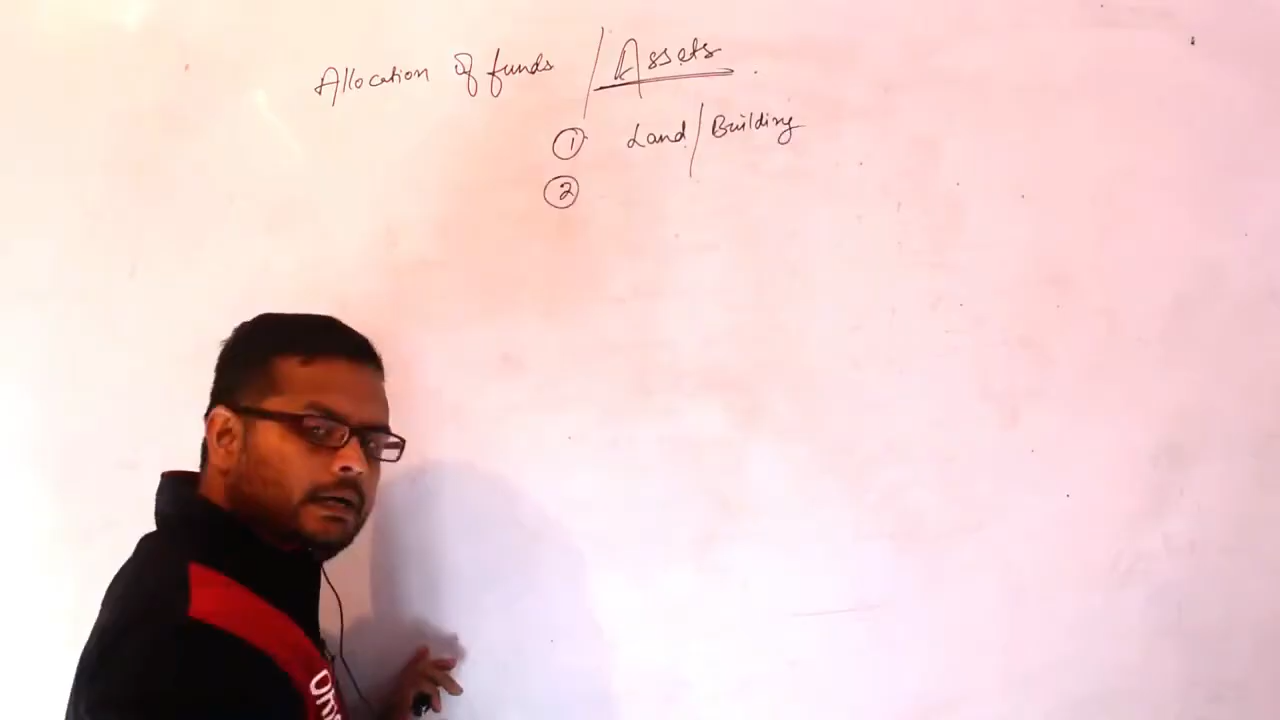 Allocation of funds / Assets
① Land / Building
②